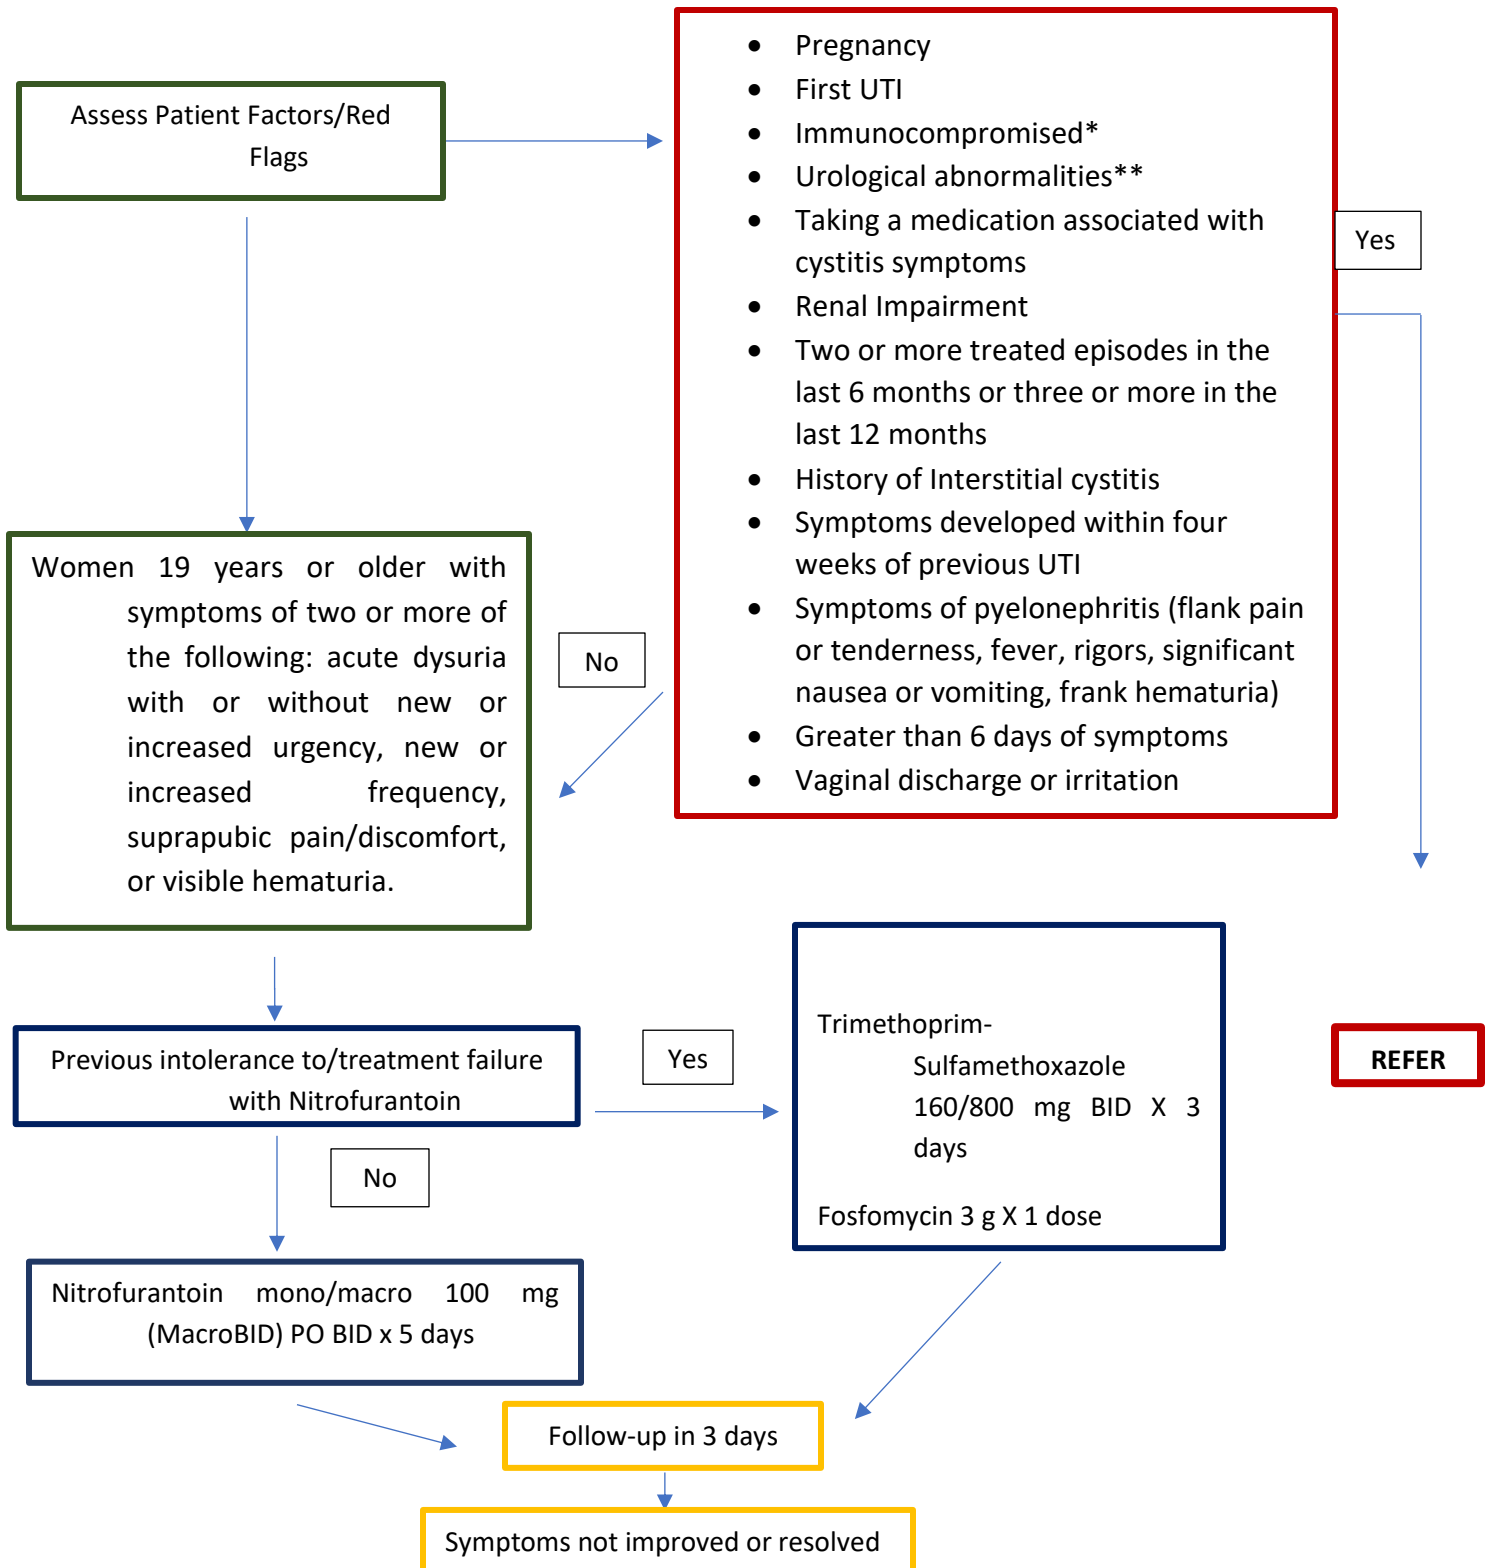 Assess Patient Factors/Red
Flags
• Pregnancy
• First UTI
• Immunocompromised*
• Urological abnormalities**
• Taking a medication associated with
cystitis symptoms
• Renal Impairment
• Two or more treated episodes in the
last 6 months or three or more in the
last 12 months
• History of Interstitial cystitis
• Symptoms developed within four
weeks of previous UTI
• Symptoms of pyelonephritis (flank pain
or tenderness, fever, rigors, significant
nausea or vomiting, frank hematuria)
• Greater than 6 days of symptoms
• Vaginal discharge or irritation
Yes
No
Women 19 years or older with
symptoms of two or more of
the following: acute dysuria
with or without new or
increased urgency, new or
increased frequency,
suprapubic pain/discomfort,
or visible hematuria.
Previous intolerance to/treatment failure
with Nitrofurantoin
Yes
Trimethoprim-
Sulfamethoxazole
160/800 mg BID X 3
days
Fosfomycin 3 g X 1 dose
REFER
No
Nitrofurantoin mono/macro 100 mg
(MacroBID) PO BID x 5 days
Follow-up in 3 days
Symptoms not improved or resolved